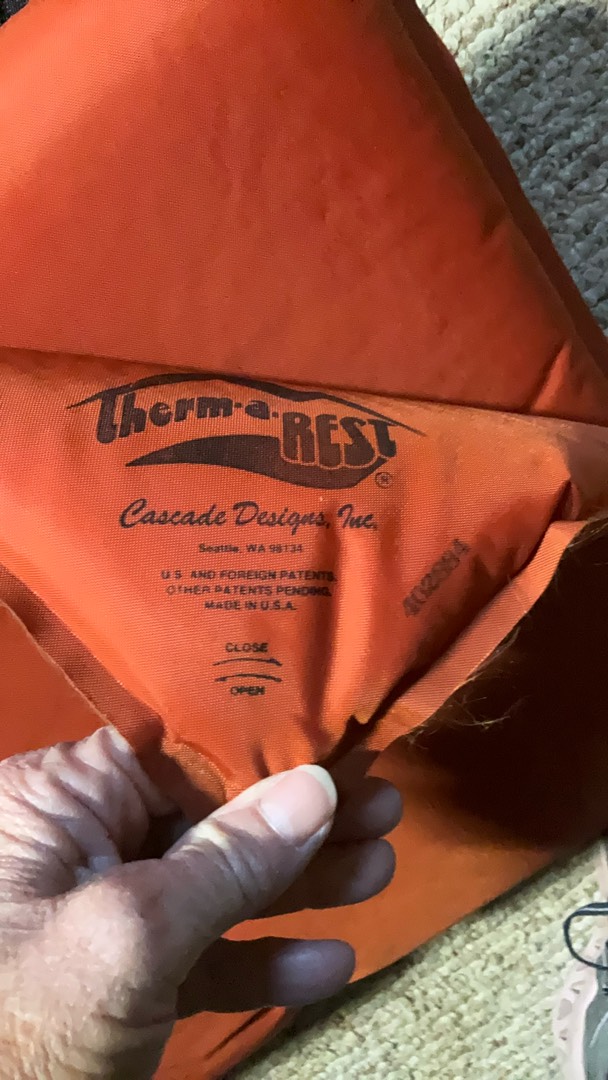 Therm-a-REST®
Cascade Designs, Inc.
Seattle, WA 98134
U.S. AND FOREIGN PATENTS.
OTHER PATENTS PENDING.
MADE IN U.S.A.
CLOSE
OPEN